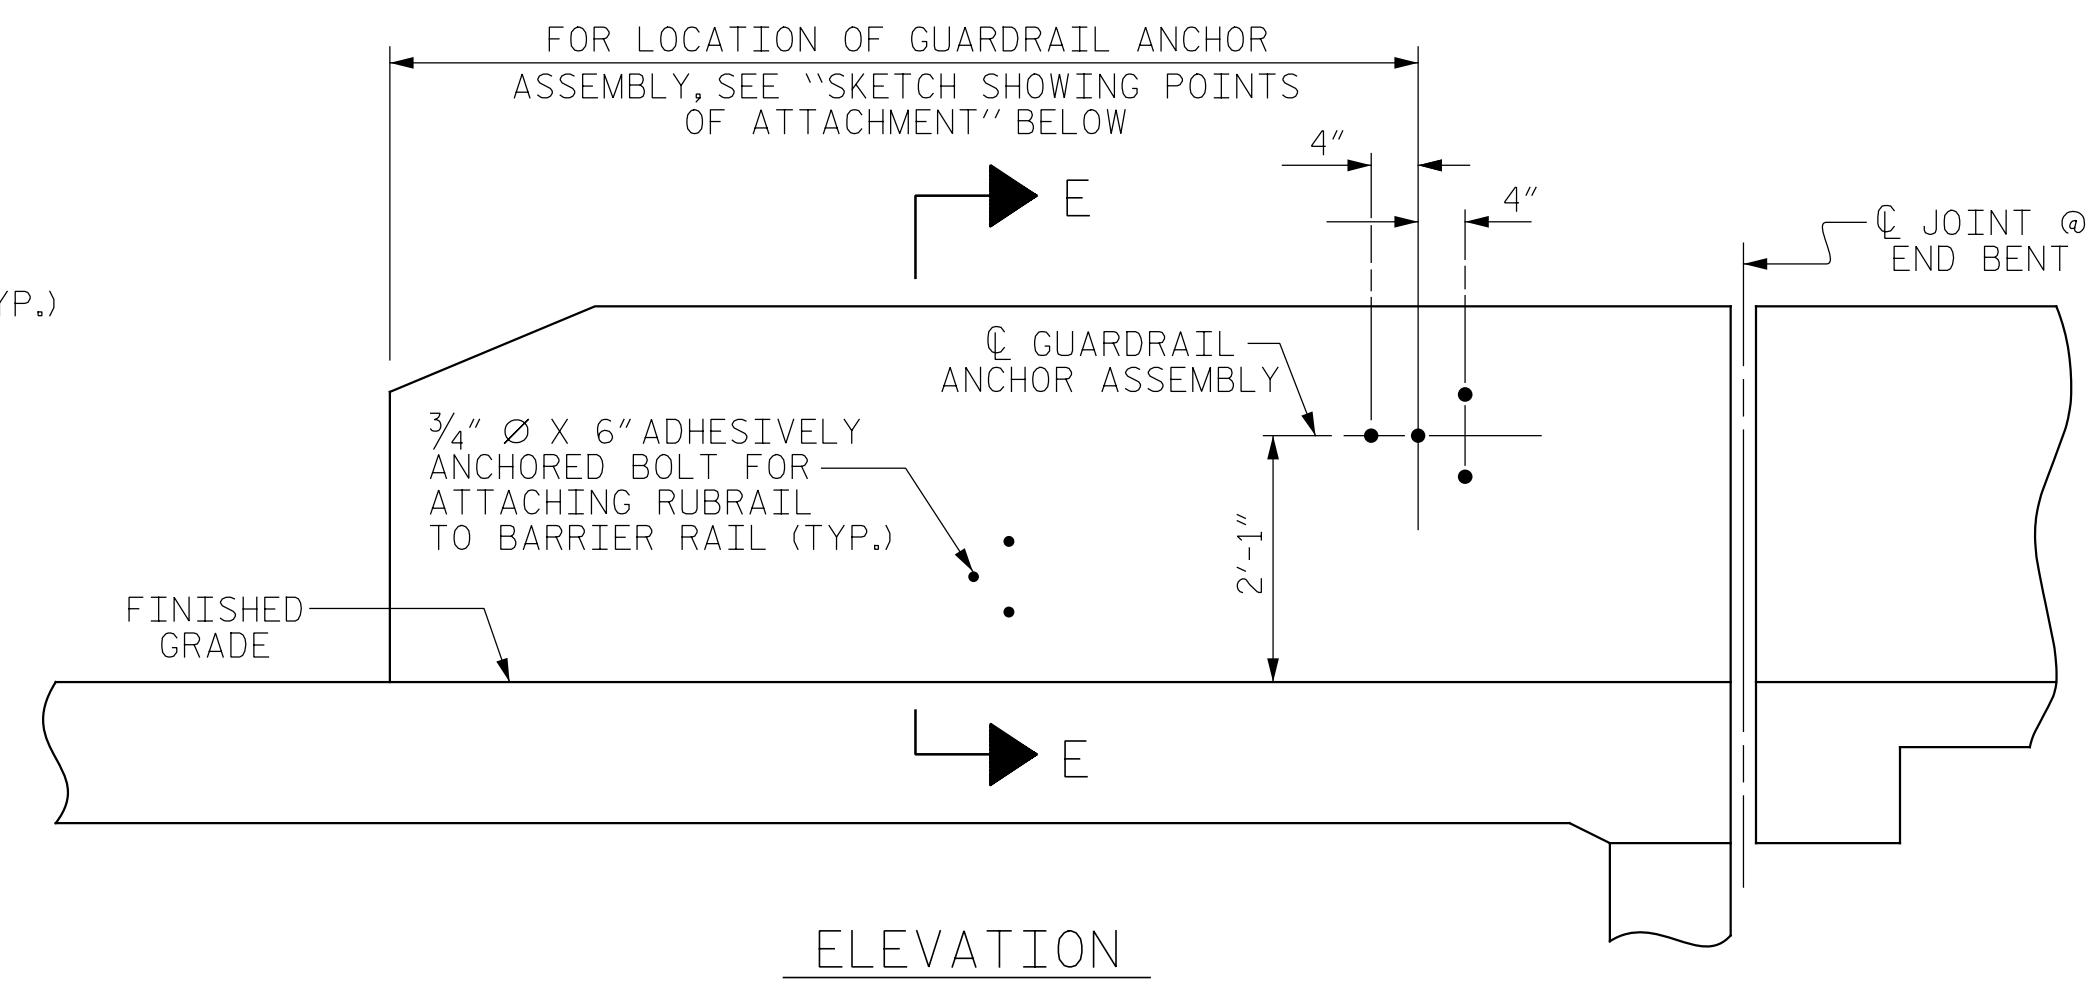 FOR LOCATION OF GUARDRAIL ANCHOR
ASSEMBLY, SEE "SKETCH SHOWING POINTS
OF ATTACHMENT" BELOW
4"
E
4"
℄ JOINT @
END BENT
YP.)
℄ GUARDRAIL
ANCHOR ASSEMBLY
3/4" Ø X 6" ADHESIVELY
ANCHORED BOLT FOR
ATTACHING RUBRAIL
TO BARRIER RAIL (TYP.)
2'-1"
FINISHED
GRADE
E
ELEVATION